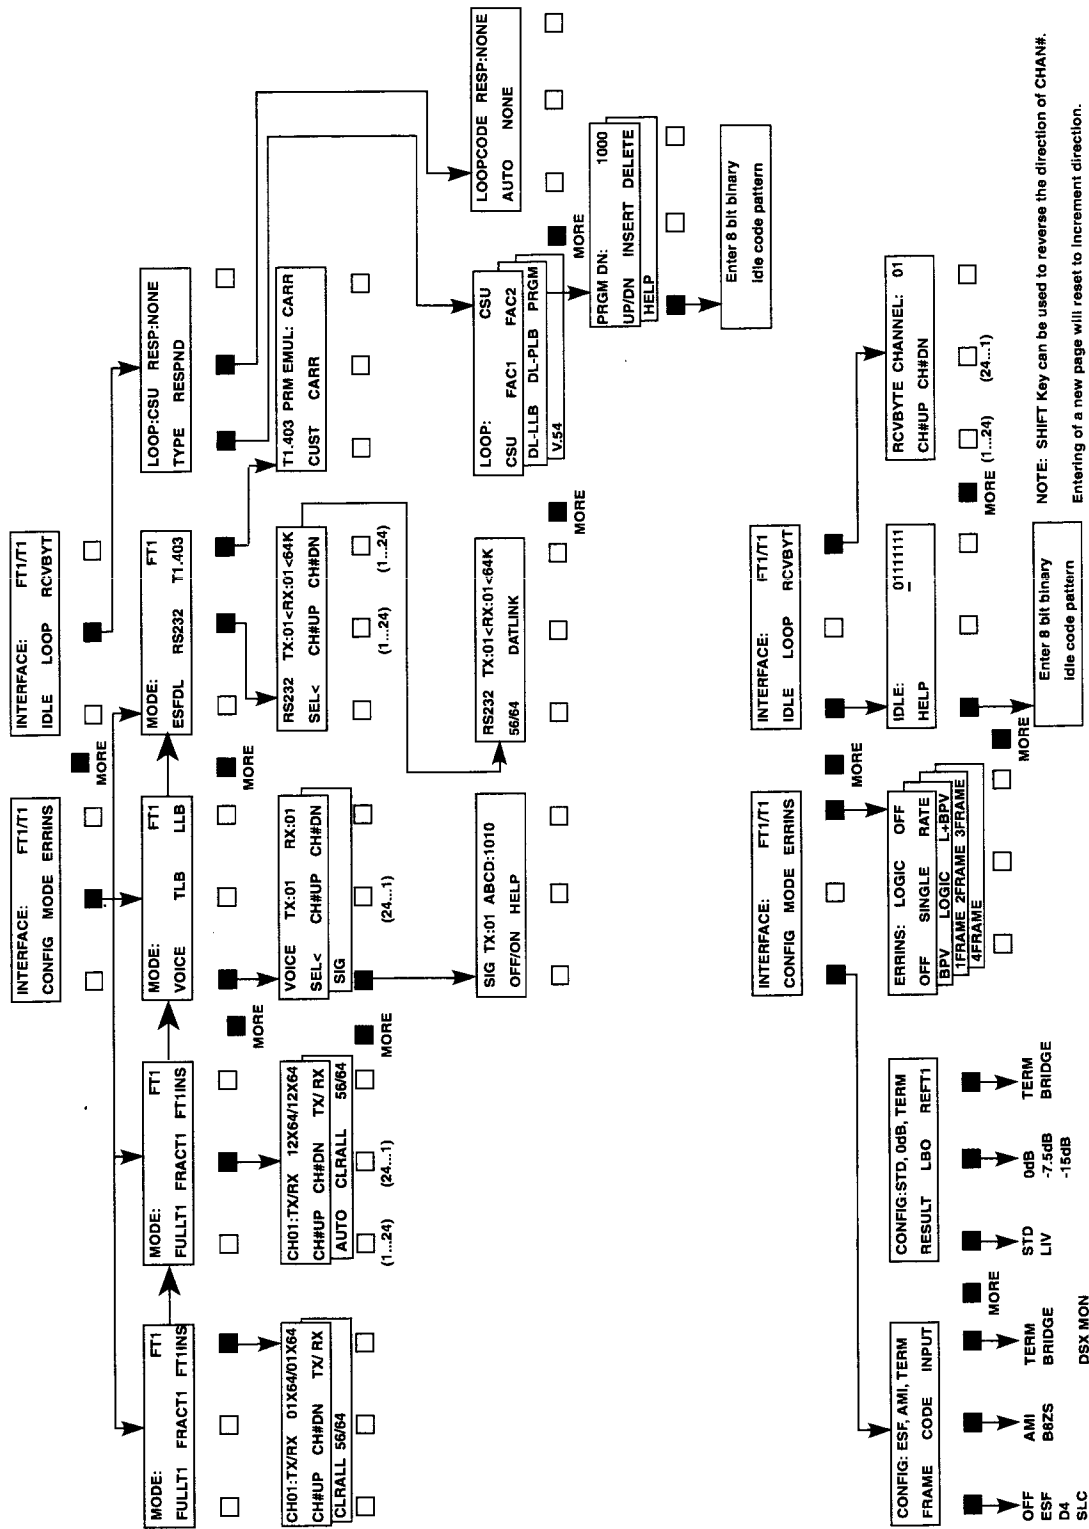 INTERFACE: FT1/T1
CONFIG MODE ERRINS
MORE
INTERFACE: FT1/T1
IDLE LOOP RCVBYT
MODE: FT1
FULLT1 FRACT1 FT1INS
MODE: FT1
FULLT1 FRACT1 FT1INS
MODE: FT1
VOICE TLB LLB
MODE: FT1
ESFDL RS232 T1.403
LOOP:CSU RESP:NONE
TYPE RESPND
MORE
MORE
CH01:TX/RX 01X64/01X64
CH#UP CH#DN TX/ RX
CLRALL 56/64
CH01:TX/RX 12X64/12X64
CH#UP CH#DN TX/ RX
AUTO CLRALL 56/64
(1...24)
(24...1)
MORE
VOICE TX:01 RX:01
SEL< CH#UP CH#DN
SIG
(24...1)
RS232 TX:01<RX:01<64K
SEL< CH#UP CH#DN
(1...24)
(1...24)
T1.403 PRM EMUL: CARR
CUST CARR
SIG TX:01 ABCD:1010
OFF/ON HELP
RS232 TX:01<RX:01<64K
56/64 DATLINK
MORE
LOOP: CSU
CSU FAC1 FAC2
DL-LLB DL-PLB PRGM
V.54
MORE
LOOPCODE RESP:NONE
AUTO NONE
PRGM DN: 1000
UP/DN INSERT DELETE
HELP
Enter 8 bit binary
idle code pattern
INTERFACE: FT1/T1
CONFIG MODE ERRINS
MORE
INTERFACE: FT1/T1
IDLE LOOP RCVBYT
CONFIG: ESF, AMI, TERM
FRAME CODE INPUT
MORE
CONFIG:STD, 0dB, TERM
RESULT LBO REFT1
ERRINS: LOGIC OFF
OFF SINGLE RATE
BPV LOGIC L+BPV
1FRAME 2FRAME 3FRAME
4FRAME
MORE
IDLE: 01111111
HELP
MORE
RCVBYTE CHANNEL: 01
CH#UP CH#DN
(1...24)
(24...1)
OFF
ESF
D4
SLC
AMI
B8ZS
TERM
BRIDGE
DSX MON
STD
LIV
0dB
-7.5dB
-15dB
TERM
BRIDGE
Enter 8 bit binary
idle code pattern
NOTE: SHIFT Key can be used to reverse the direction of CHAN#.
Entering of a new page will reset to increment direction.